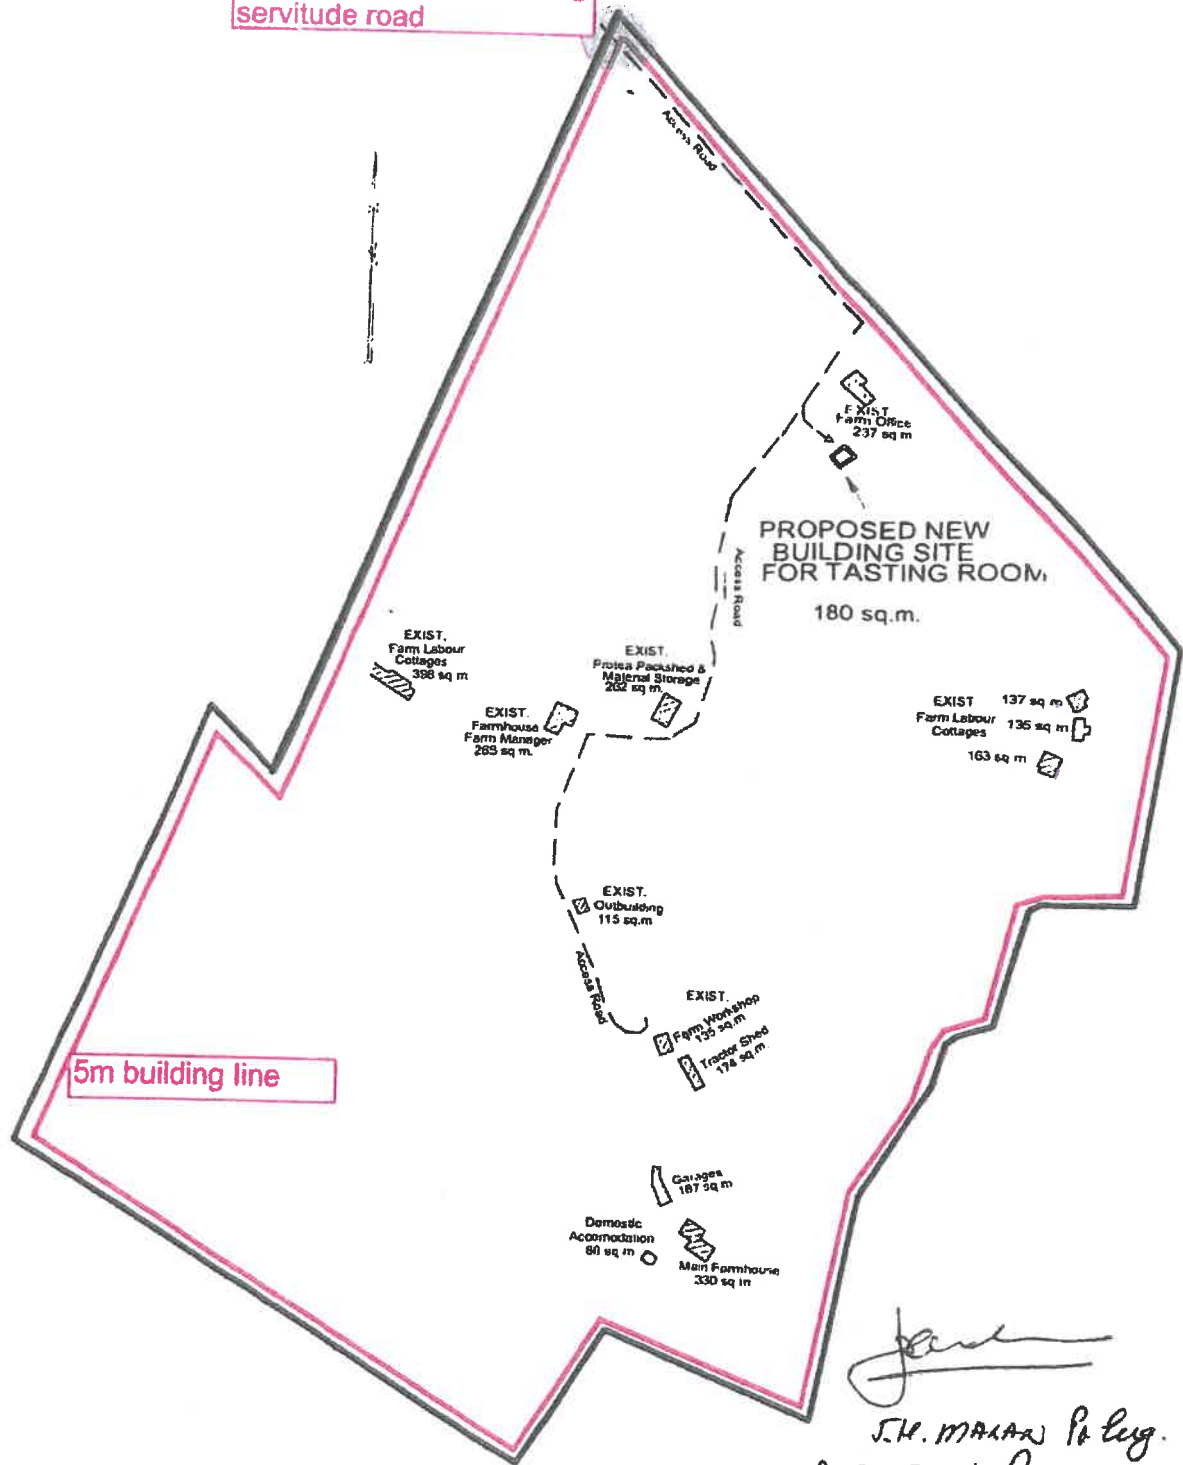 servitude road
Access Road
EXIST
Farm Office
237 sq m
PROPOSED NEW
BUILDING SITE
FOR TASTING ROOM
180 sq.m.
Access Road
EXIST.
Farm Labour
Cottages
398 sq m
EXIST.
Protea Packshed &
Material Storage
262 sq m.
EXIST.
Farmhouse
Farm Manager
265 sq m.
EXIST
Farm Labour
Cottages
137 sq m
135 sq m
163 sq m
EXIST.
Outbuilding
115 sq.m
Access Road
EXIST.
Farm Workshop
135 sq.m
Tractor Shed
174 sq.m
5m building line
Garages
187 sq m
Domestic
Accomodation
80 sq m
Main Farmhouse
330 sq m
J.H.